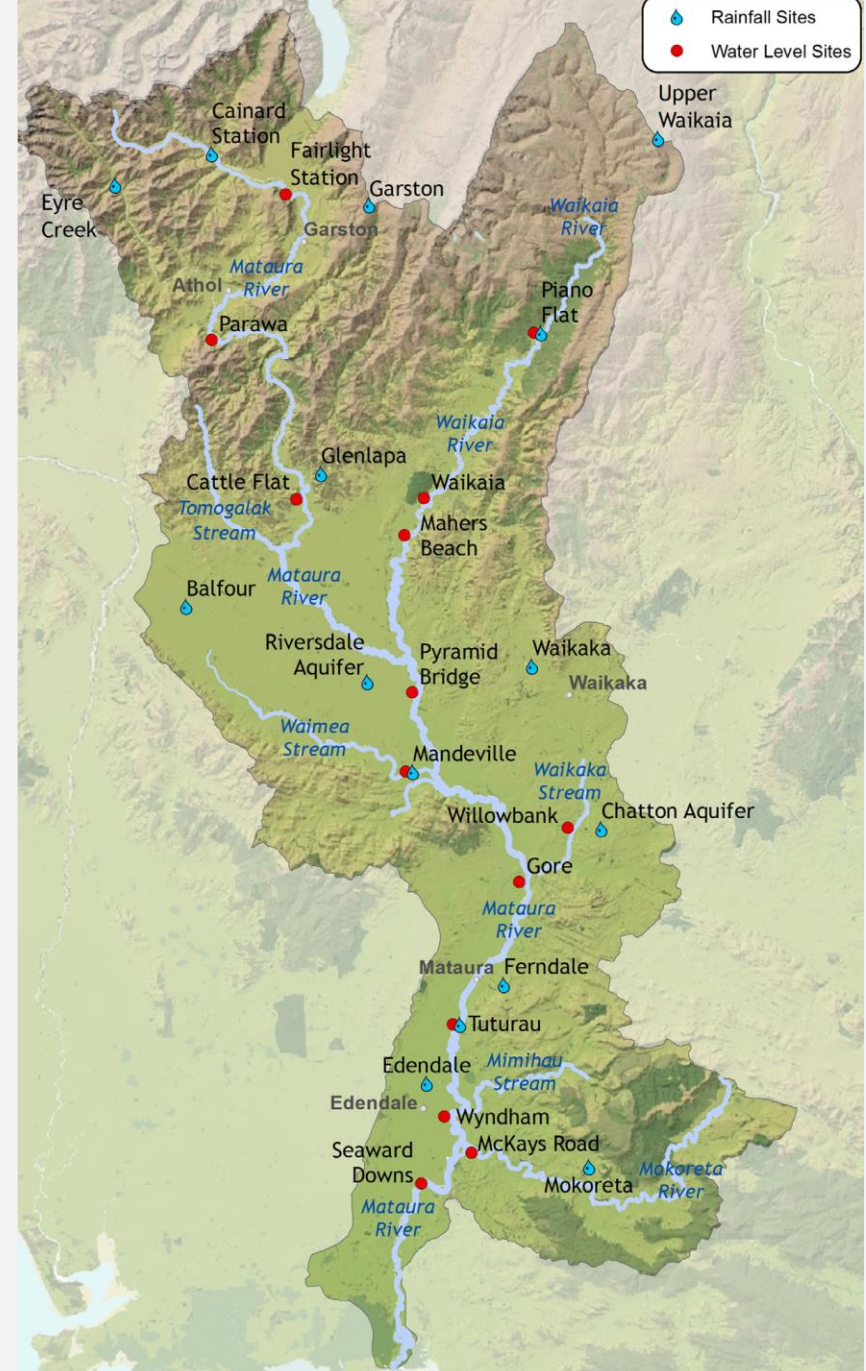 Rainfall Sites
Water Level Sites
Upper
Waikaia
Cainard
Station
Fairlight
Station
Garston
Eyre
Creek
Garston
Waikaia
River
Mataura
River
Athol
Piano
Flat
Parawa
Waikaia
River
Glenlapa
Cattle Flat
Waikaia
Tomogalak
Stream
Mahers
Beach
Mataura
River
Balfour
Riversdale
Aquifer
Pyramid
Bridge
Waikaka
Waikaka
Waimea
Stream
Mandeville
Waikaka
Stream
Willowbank
Chatton Aquifer
Gore
Mataura
River
Mataura
Ferndale
Tuturau
Edendale
Mimihau
Stream
Edendale
Wyndham
McKays Road
Seaward
Downs
Mokoreta
Mokoreta
River
Mataura
River